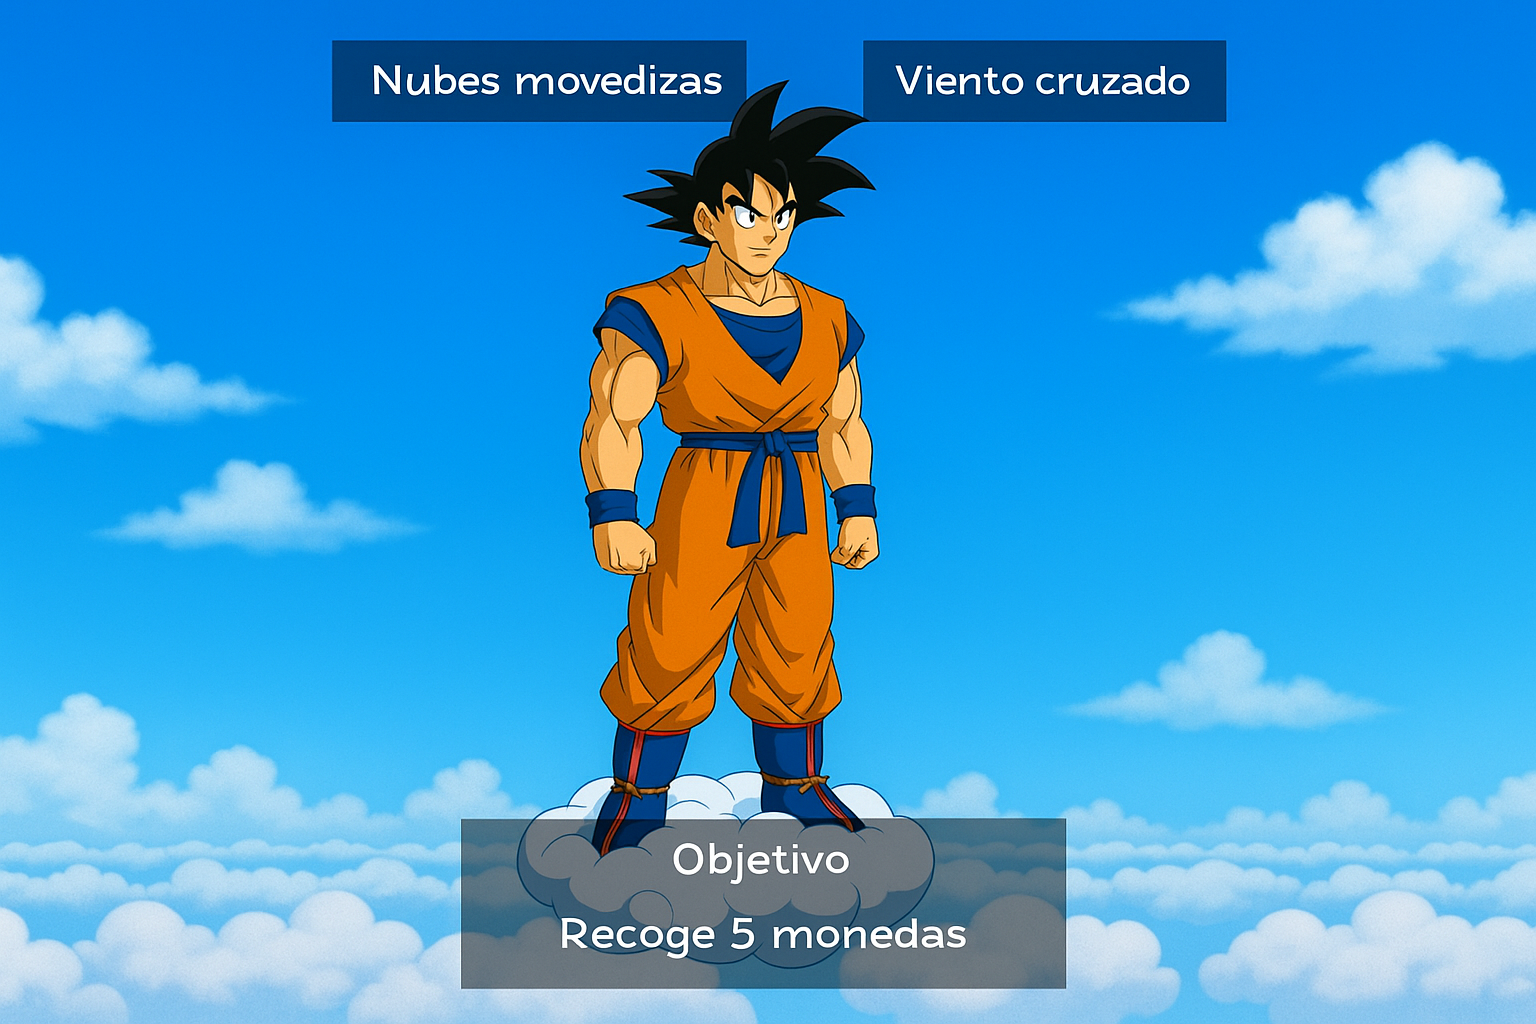 Nubes movedizas
Viento cruzado
Objetivo
Recoge 5 monedas